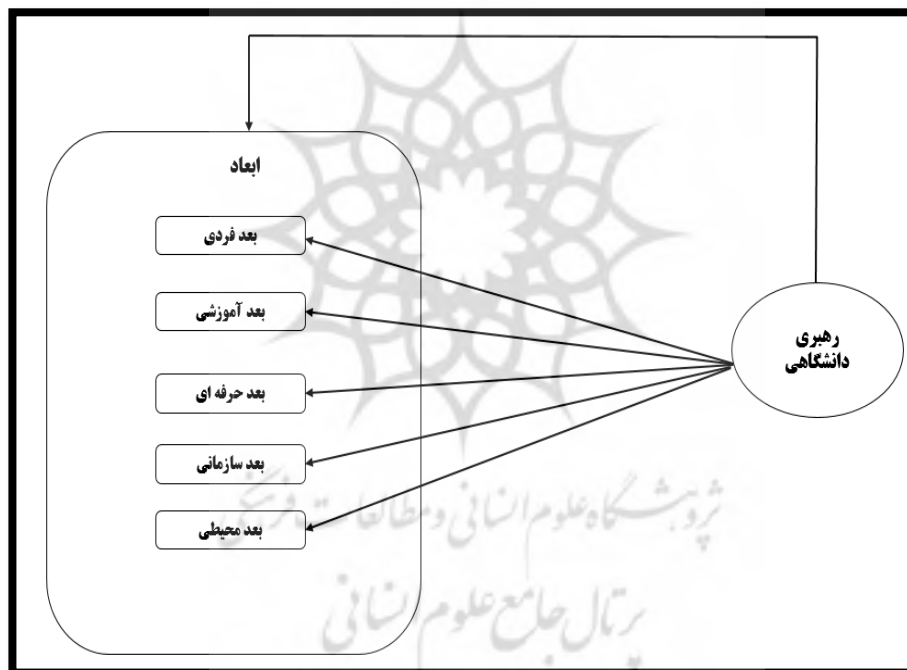 ابعاد
بعد فردی
بعد آموزشی
بعد حرفه ای
بعد سازمانی
بعد محیطی
رهبری
دانشگاهی
پژوهشگاه علوم انسانی و مطالعات فرهنگی
پرتال جامع علوم انسانی